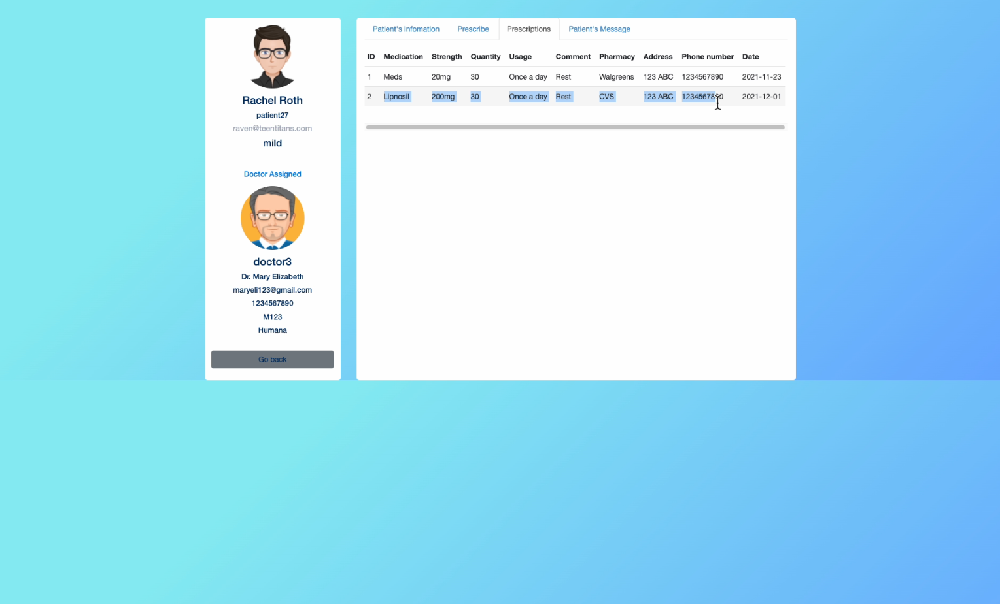 Rachel Roth
patient27
raven@teentitans.com
mild
Doctor Assigned
doctor3
Dr. Mary Elizabeth
maryeli123@gmail.com
1234567890
M123
Humana
Go back
Patient's Infomation Prescribe Prescriptions Patient's Message
ID Medication Strength Quantity Usage Comment Pharmacy Address Phone number Date
1 Meds 20mg 30 Once a day Rest Walgreens 123 ABC 1234567890 2021-11-23
2 Lipnosil 200mg 30 Once a day Rest CVS 123 ABC 1234567890 2021-12-01